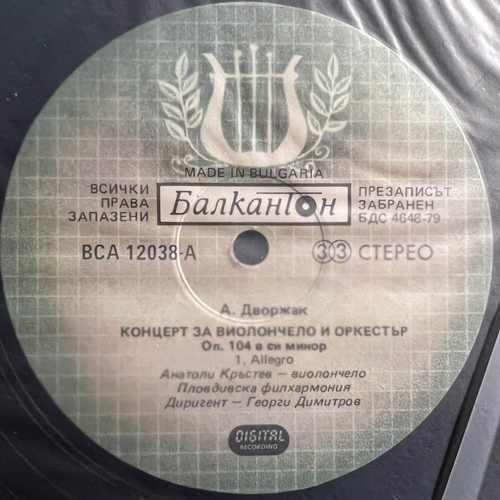 MADE IN BULGARIA
ВСИЧКИ
ПРАВА
ЗАПАЗЕНИ
Балкантон
ПРЕЗАПИСЪТ
ЗАБРАНЕН
БДС 4648-79
ВСА 12038-А
33 СТЕРЕО
А. Дворжак
КОНЦЕРТ ЗА ВИОЛОНЧЕЛО И ОРКЕСТЪР
Оп. 104 в си минор
1. Allegro
Анатоли Кръстев – виолончело
Пловдивска филхармония
Диригент – Георги Димитров
DIGITAL
RECORDING